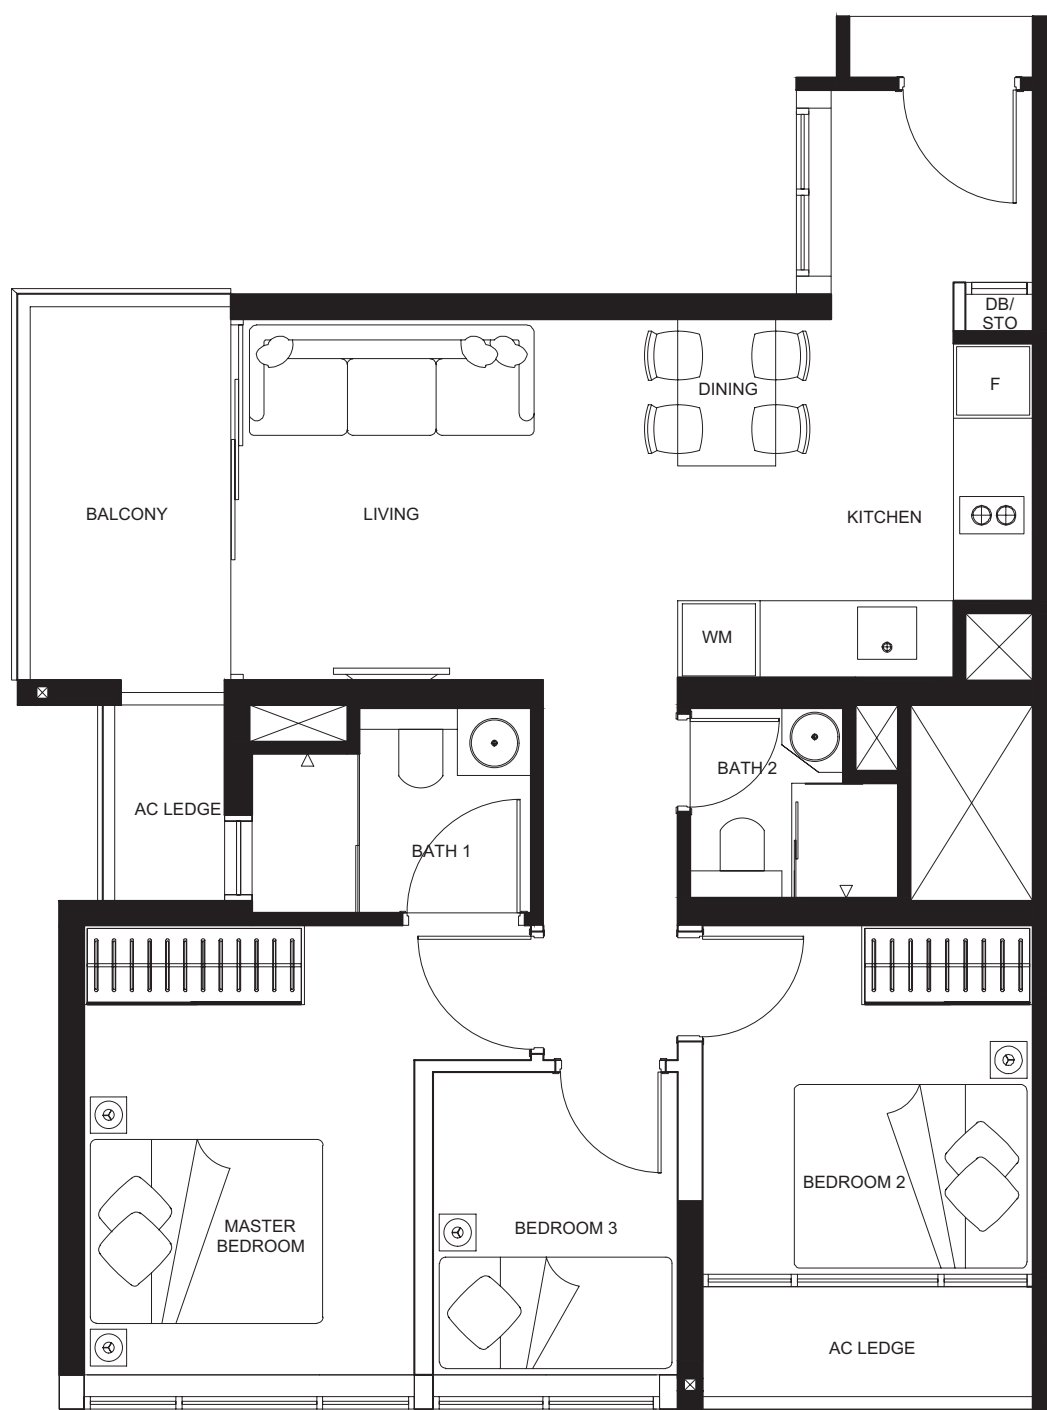 DB/
STO
F
DINING
BALCONY
LIVING
KITCHEN
WM
BATH 2
AC LEDGE
BATH 1
BEDROOM 2
MASTER
BEDROOM
BEDROOM 3
AC LEDGE